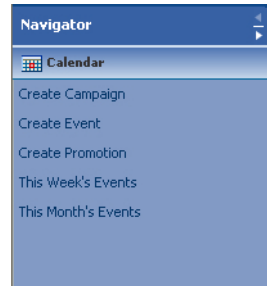 Navigator
Calendar
Create Campaign
Create Event
Create Promotion
This Week's Events
This Month's Events